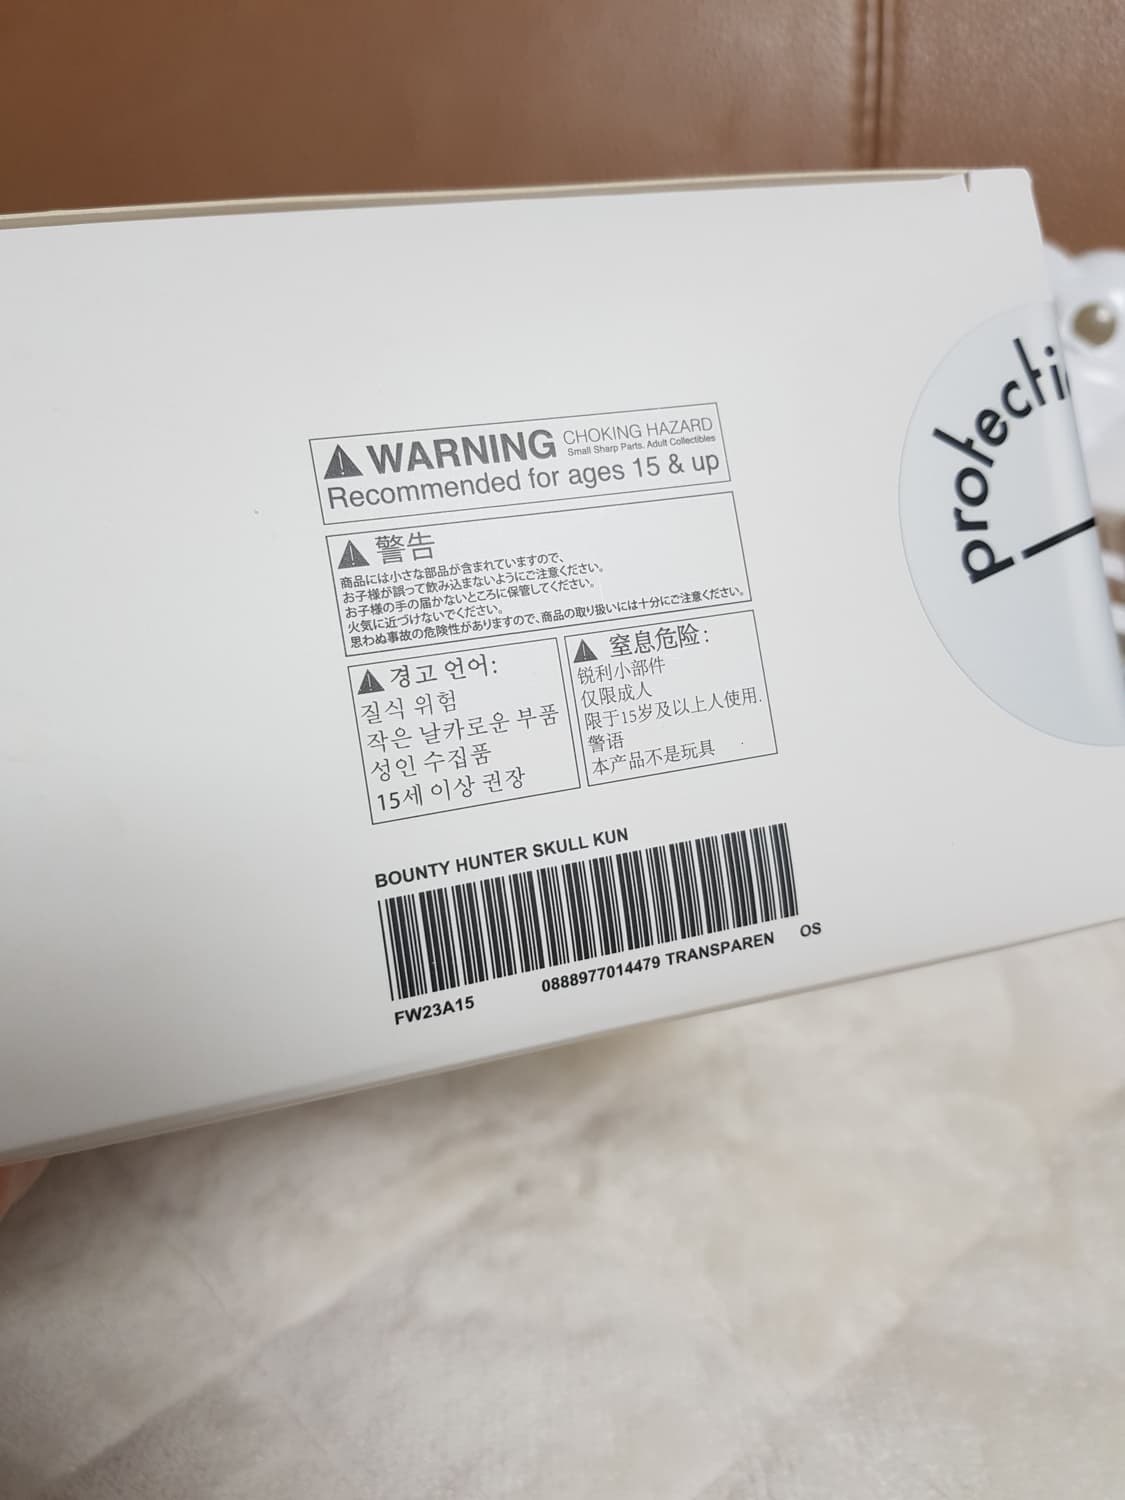 WARNING CHOKING HAZARD
Small Sharp Parts. Adult Collectibles
Recommended for ages 15 & up
警告
商品には小さな部品が含まれていますので、
お子様が誤って飲み込まないようにご注意ください。
お子様の手の届かないところに保管してください。
火気に近づけないでください。
思わぬ事故の危険性がありますので、商品の取り扱いには十分にご注意ください。
경고 언어:
질식 위험
작은 날카로운 부품
성인 수집품
15세 이상 권장
窒息危险:
锐利小部件
仅限成人
限于15岁及以上人使用.
警语
本产品不是玩具
BOUNTY HUNTER SKULL KUN
FW23A15 0888977014479 TRANSPAREN OS
protecti